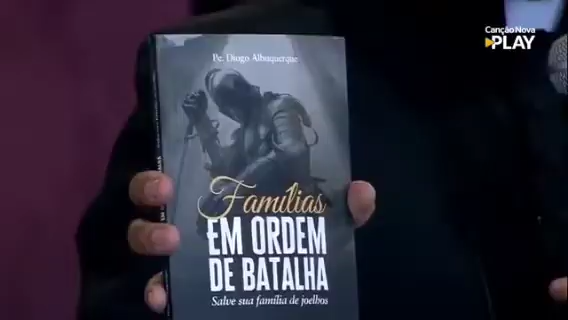 Canção Nova
PLAY
Pe. Diogo Albuquerque
Famílias
EM ORDEM
DE BATALHA
Salve sua família de joelhos